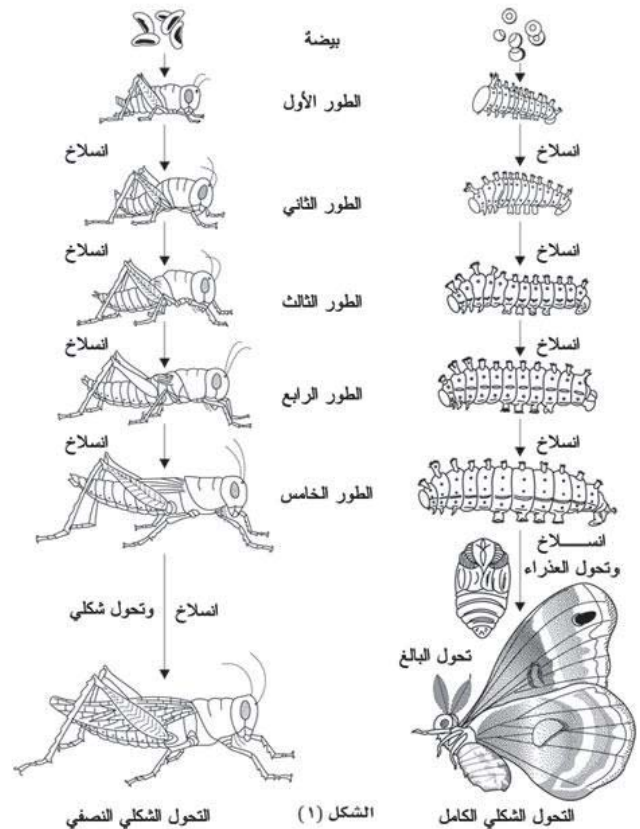 بيضة
الطور الأول
انسلاخ
انسلاخ
الطور الثاني
انسلاخ
انسلاخ
الطور الثالث
انسلاخ
انسلاخ
الطور الرابع
انسلاخ
انسلاخ
الطور الخامس
انســـلاخ
وتحول العذراء
انسلاخ وتحول شكلي
تحول البالغ
التحول الشكلي الكامل
الشكل (١)
التحول الشكلي النصفي